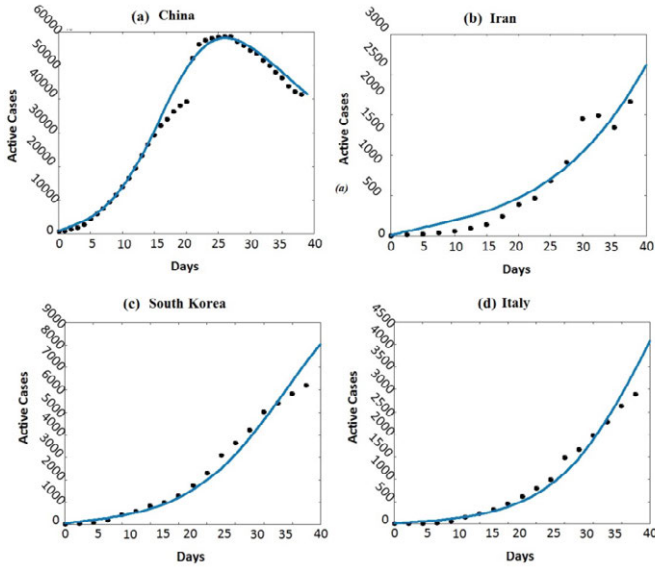 (a) China
Active Cases
60000
50000
40000
30000
20000
10000
0
0 5 10 15 20 25 30 35 40
Days
(b) Iran
Active Cases
3000
2500
2000
1500
1000
500
0
(a)
0 5 10 15 20 25 30 35 40
Days
(c) South Korea
Active Cases
9000
8000
7000
6000
5000
4000
3000
2000
1000
0
0 5 10 15 20 25 30 35 40
Days
(d) Italy
Active Cases
4500
4000
3500
3000
2500
2000
1500
1000
500
0
0 5 10 15 20 25 30 35 40
Days